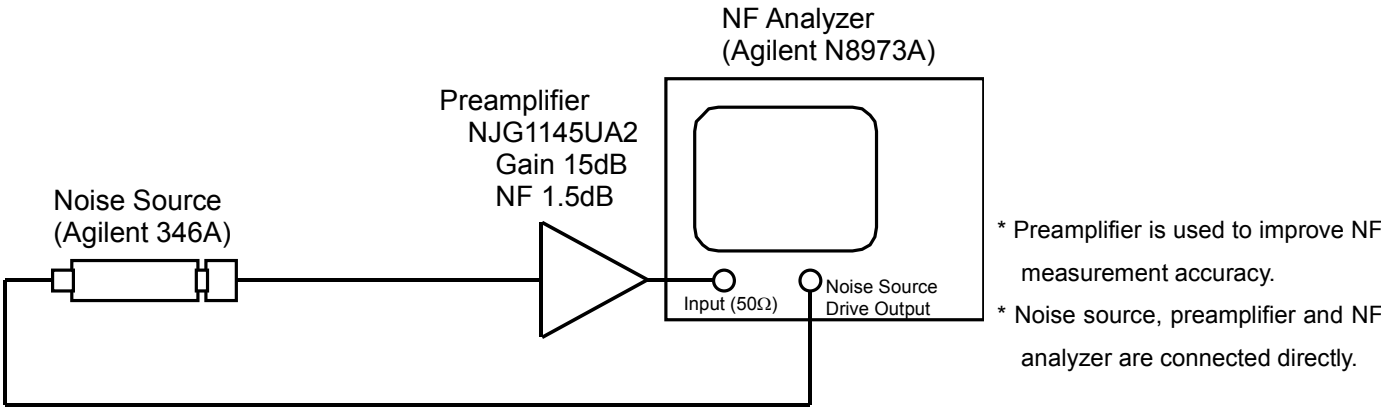 NF Analyzer
(Agilent N8973A)
Preamplifier
NJG1145UA2
Gain 15dB
NF 1.5dB
Noise Source
(Agilent 346A)
Input (50Ω)
Noise Source
Drive Output
* Preamplifier is used to improve NF
measurement accuracy.
* Noise source, preamplifier and NF
analyzer are connected directly.